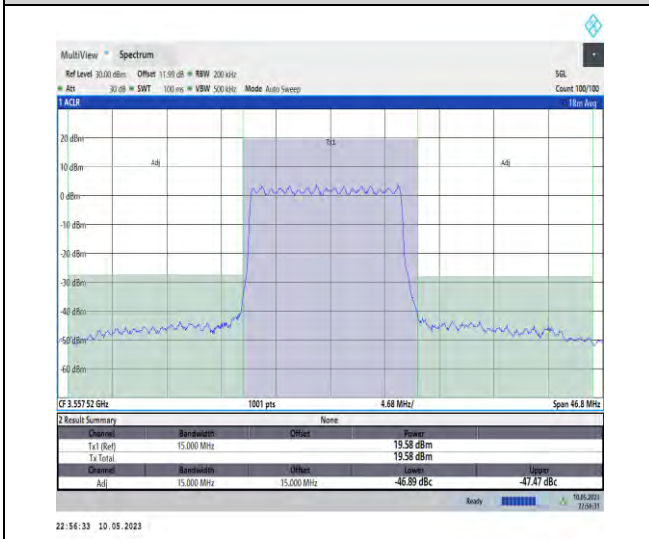 MultiView Spectrum
Ref Level 30.00 dBm Offset 11.99 dB RBW 200 kHz SGL
Att 30 dB SWT 100 ms VBW 500 kHz Mode Auto Sweep Count 100/100
1 ACLR 1Rm Avg
Tx1
20 dBm
Adj Adj
10 dBm
0 dBm
-10 dBm
-20 dBm
-30 dBm
-40 dBm
-50 dBm
-60 dBm
CF 3.557 52 GHz 1001 pts 4.68 MHz/ Span 46.8 MHz
2 Result Summary None
Channel Bandwidth Offset Power
Tx1 (Ref) 15.000 MHz 19.58 dBm
Tx Total 19.58 dBm
Channel Bandwidth Offset Lower Upper
Adj 15.000 MHz 15.000 MHz -46.89 dBc -47.47 dBc
Ready 10.05.2023
22:56:33
22:56:33 10.05.2023